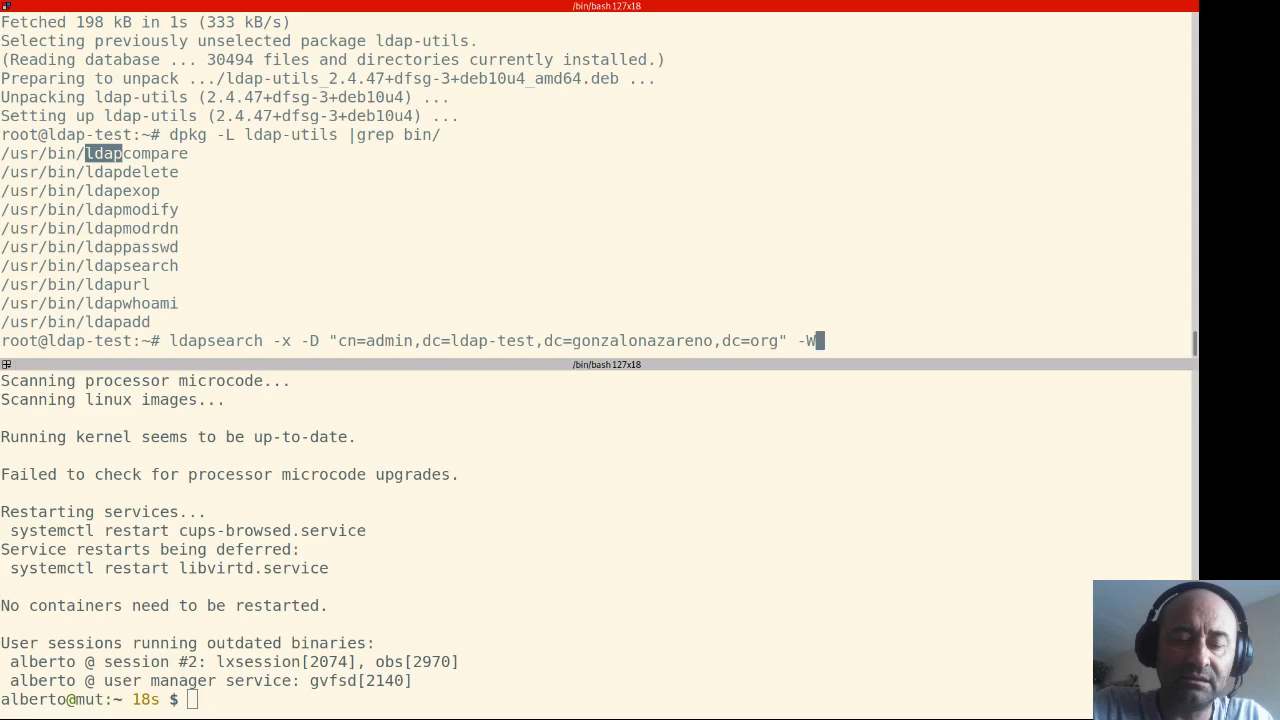 /bin/bash 127x18
Fetched 198 kB in 1s (333 kB/s)
Selecting previously unselected package ldap-utils.
(Reading database ... 30494 files and directories currently installed.)
Preparing to unpack .../ldap-utils_2.4.47+dfsg-3+deb10u4_amd64.deb ...
Unpacking ldap-utils (2.4.47+dfsg-3+deb10u4) ...
Setting up ldap-utils (2.4.47+dfsg-3+deb10u4) ...
root@ldap-test:~# dpkg -L ldap-utils |grep bin/
/usr/bin/ldapcompare
/usr/bin/ldapdelete
/usr/bin/ldapexop
/usr/bin/ldapmodify
/usr/bin/ldapmodrdn
/usr/bin/ldappasswd
/usr/bin/ldapsearch
/usr/bin/ldapurl
/usr/bin/ldapwhoami
/usr/bin/ldapadd
root@ldap-test:~# ldapsearch -x -D "cn=admin,dc=ldap-test,dc=gonzalonazareno,dc=org" -W
/bin/bash 127x18
Scanning processor microcode...
Scanning linux images...
Running kernel seems to be up-to-date.
Failed to check for processor microcode upgrades.
Restarting services...
 systemctl restart cups-browsed.service
Service restarts being deferred:
 systemctl restart libvirtd.service
No containers need to be restarted.
User sessions running outdated binaries:
 alberto @ session #2: lxsession[2074], obs[2970]
 alberto @ user manager service: gvfsd[2140]
alberto@mut:~ 18s $